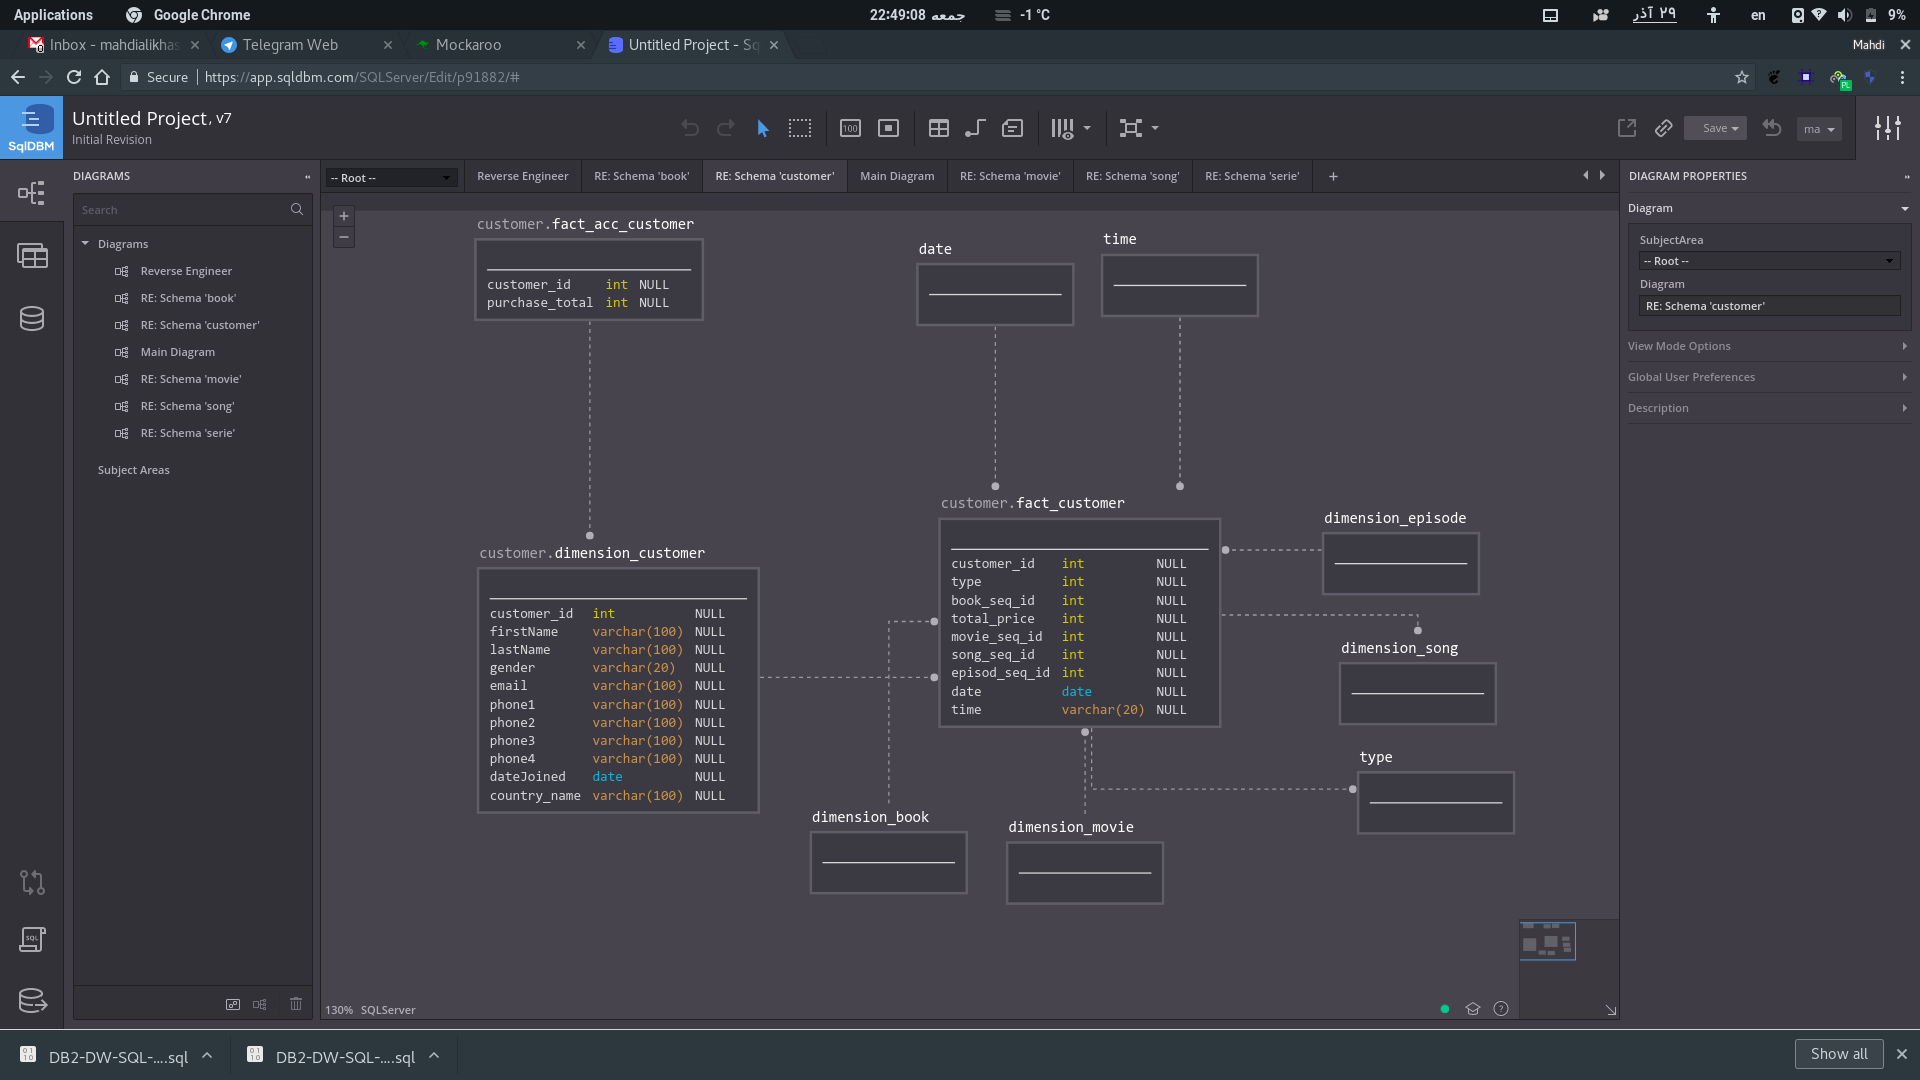 Applications
Google Chrome
22:49:08 جمعه
-1 °C
۲۹ آذر
en
9%
Inbox - mahdialikhas
Telegram Web
Mockaroo
Untitled Project - Sq
Mahdi
Secure
https://app.sqldbm.com/SQLServer/Edit/p91882/#
PL
SqlDBM
Untitled Project, v7
Initial Revision
100
Save
ma
DIAGRAMS
-- Root --
Reverse Engineer
RE: Schema 'book'
RE: Schema 'customer'
Main Diagram
RE: Schema 'movie'
RE: Schema 'song'
RE: Schema 'serie'
+
DIAGRAM PROPERTIES
Search
Diagrams
Reverse Engineer
RE: Schema 'book'
RE: Schema 'customer'
Main Diagram
RE: Schema 'movie'
RE: Schema 'song'
RE: Schema 'serie'
Subject Areas
customer.fact_acc_customer
customer_id int NULL
purchase_total int NULL
date
time
customer.dimension_customer
customer_id int NULL
firstName varchar(100) NULL
lastName varchar(100) NULL
gender varchar(20) NULL
email varchar(100) NULL
phone1 varchar(100) NULL
phone2 varchar(100) NULL
phone3 varchar(100) NULL
phone4 varchar(100) NULL
dateJoined date NULL
country_name varchar(100) NULL
customer.fact_customer
customer_id int NULL
type int NULL
book_seq_id int NULL
total_price int NULL
movie_seq_id int NULL
song_seq_id int NULL
episod_seq_id int NULL
date date NULL
time varchar(20) NULL
dimension_episode
dimension_song
type
dimension_book
dimension_movie
130% SQLServer
Diagram
SubjectArea
-- Root --
Diagram
RE: Schema 'customer'
View Mode Options
Global User Preferences
Description
SQL
DB2-DW-SQL-....sql
DB2-DW-SQL-....sql
Show all